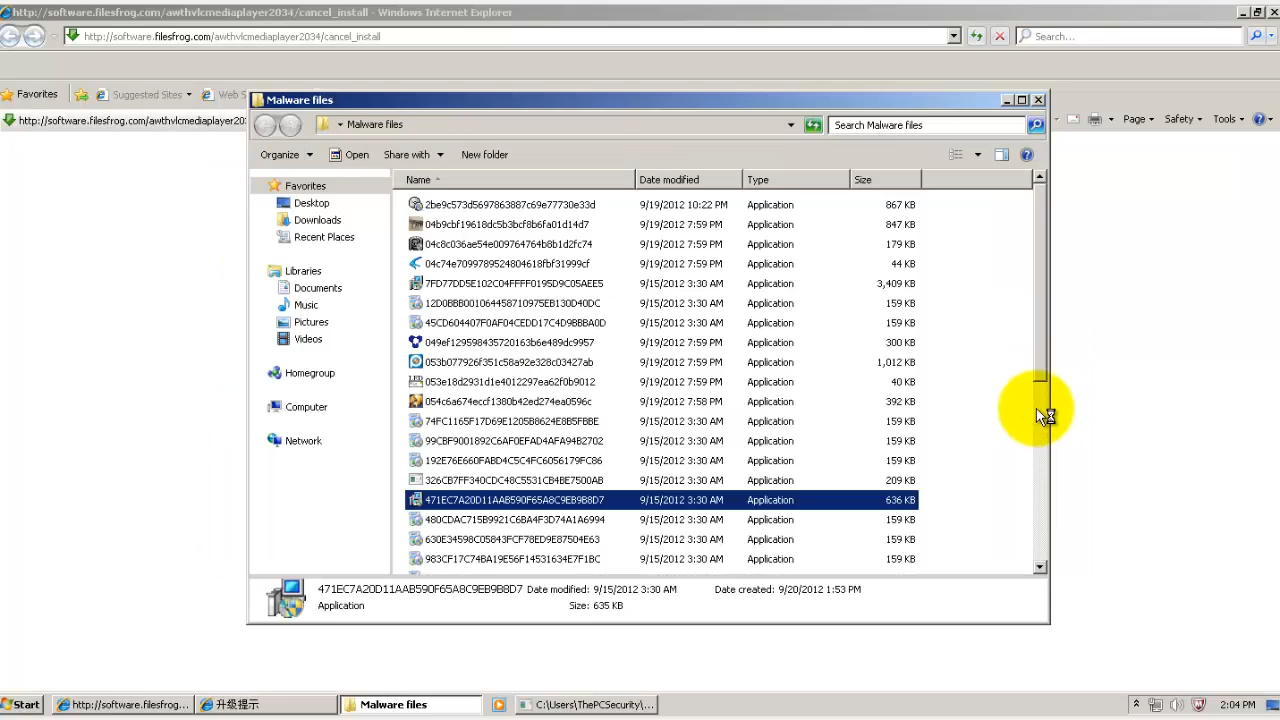 http://software.filesfrog.com/awthvlcmediaplayer2034/cancel_install - Windows Internet Explorer
http://software.filesfrog.com/awthvlcmediaplayer2034/cancel_install
Search...
Favorites
Suggested Sites
Web S
http://software.filesfrog.com/awthvlcmediaplayer20
Page
Safety
Tools
Malware files
Malware files
Search Malware files
Organize
Open
Share with
New folder
Favorites
Desktop
Downloads
Recent Places
Libraries
Documents
Music
Pictures
Videos
Homegroup
Computer
Network
Name Date modified Type Size
2be9c573d5697863887c69e77730e33d 9/19/2012 10:22 PM Application 867 KB
04b9cbf19618dc5b3bcf8b6fa01d14d7 9/19/2012 7:59 PM Application 847 KB
04c8c036ae54e009764764b8b1d2fc74 9/19/2012 7:59 PM Application 179 KB
04c74e7099789524804618fbf31999cf 9/19/2012 7:59 PM Application 44 KB
7FD77DD5E102C04FFFF0195D9C05AEE5 9/15/2012 3:30 AM Application 3,409 KB
12D0BBB001064458710975EB130D40DC 9/15/2012 3:30 AM Application 159 KB
45CD604407F0AF04CEDD17C4D9BBBA0D 9/15/2012 3:30 AM Application 159 KB
049ef129598435720163b6e489dc9957 9/19/2012 7:59 PM Application 300 KB
053b077926f351c58a92e328c03427ab 9/19/2012 7:59 PM Application 1,012 KB
053e18d2931d1e4012297ea62f0b9012 9/19/2012 7:59 PM Application 40 KB
054c6a674eccf1380b42ed274ea0596c 9/19/2012 7:58 PM Application 392 KB
74FC1165F17D69E1205B8624E8B5FBBE 9/15/2012 3:30 AM Application 159 KB
99CBF9001892C6AF0EFAD4AFA94B2702 9/15/2012 3:30 AM Application 159 KB
192E76E660FABD4C5C4FC6056179FC86 9/15/2012 3:30 AM Application 159 KB
326CB7FF340CDC48C5531CB4BE7500AB 9/15/2012 3:30 AM Application 209 KB
471EC7A20D11AAB590F65A8C9EB9B8D7 9/15/2012 3:30 AM Application 636 KB
480CDAC715B9921C6BA4F3D74A1A6994 9/15/2012 3:30 AM Application 159 KB
630E34598C05843FCF78ED9E87504E63 9/15/2012 3:30 AM Application 159 KB
983CF17C74BA19E56F14531634E7F1BC 9/15/2012 3:30 AM Application 159 KB
471EC7A20D11AAB590F65A8C9EB9B8D7 Date modified: 9/15/2012 3:30 AM Date created: 9/20/2012 1:53 PM
Application Size: 635 KB
Start
http://software.filesfrog...
升级提示
Malware files
C:\Users\ThePCSecurity\...
2:04 PM